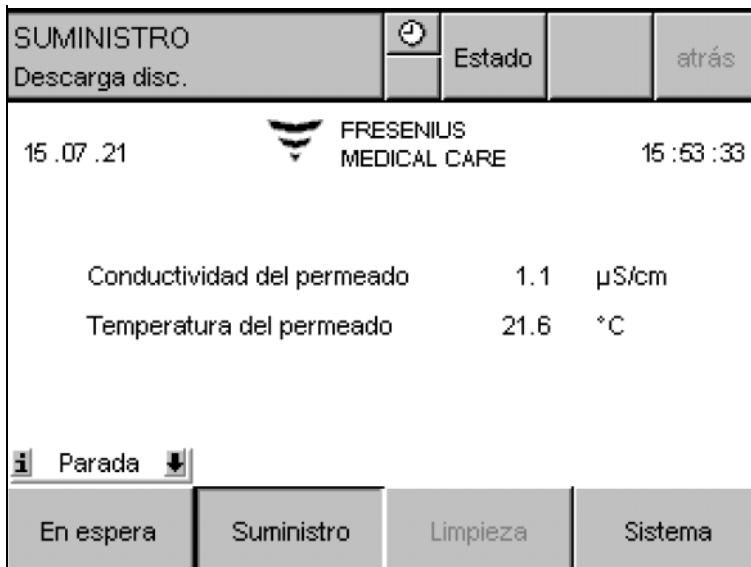 SUMINISTRO
Descarga disc.
Estado
atrás
15.07.21
FRESENIUS
MEDICAL CARE
15:53:33
Conductividad del permeado 1.1 µS/cm
Temperatura del permeado 21.6 °C
i Parada
En espera
Suministro
Limpieza
Sistema